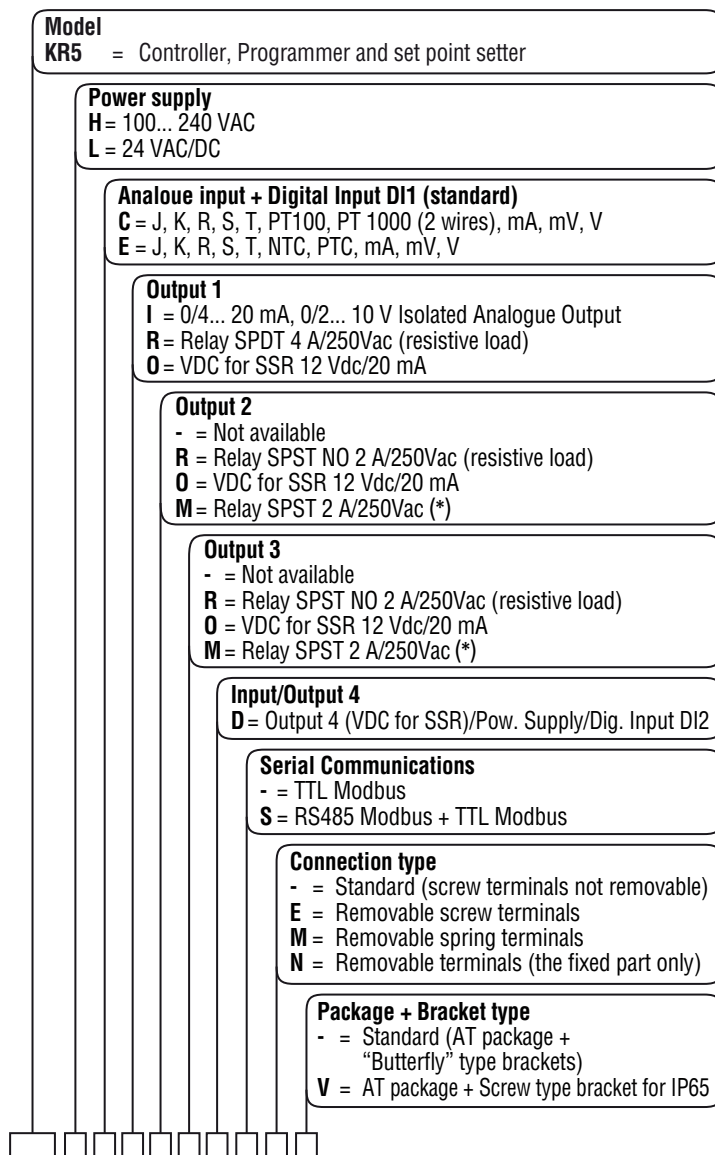 Model
KR5 = Controller, Programmer and set point setter
Power supply
H = 100... 240 VAC
L = 24 VAC/DC
Analoue input + Digital Input DI1 (standard)
C = J, K, R, S, T, PT100, PT 1000 (2 wires), mA, mV, V
E = J, K, R, S, T, NTC, PTC, mA, mV, V
Output 1
I = 0/4... 20 mA, 0/2... 10 V Isolated Analogue Output
R = Relay SPDT 4 A/250Vac (resistive load)
O = VDC for SSR 12 Vdc/20 mA
Output 2
- = Not available
R = Relay SPST NO 2 A/250Vac (resistive load)
O = VDC for SSR 12 Vdc/20 mA
M = Relay SPST 2 A/250Vac (*)
Output 3
- = Not available
R = Relay SPST NO 2 A/250Vac (resistive load)
O = VDC for SSR 12 Vdc/20 mA
M = Relay SPST 2 A/250Vac (*)
Input/Output 4
D = Output 4 (VDC for SSR)/Pow. Supply/Dig. Input DI2
Serial Communications
- = TTL Modbus
S = RS485 Modbus + TTL Modbus
Connection type
- = Standard (screw terminals not removable)
E = Removable screw terminals
M = Removable spring terminals
N = Removable terminals (the fixed part only)
Package + Bracket type
- = Standard (AT package +
“Butterfly” type brackets)
V = AT package + Screw type bracket for IP65